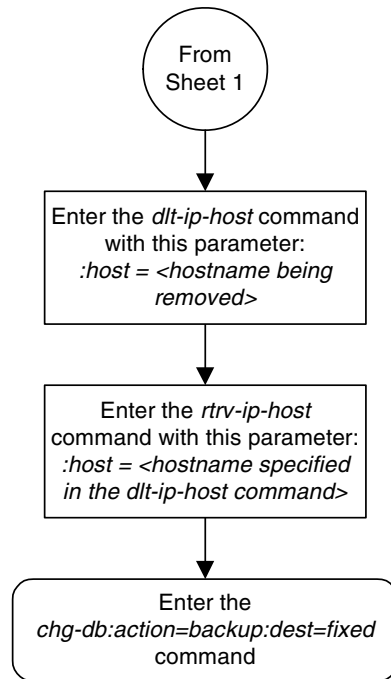 From
Sheet 1
Enter the dlt-ip-host command
with this parameter:
:host = <hostname being
removed>
Enter the rtrv-ip-host
command with this parameter:
:host = <hostname specified
in the dlt-ip-host command>
Enter the
chg-db:action=backup:dest=fixed
command